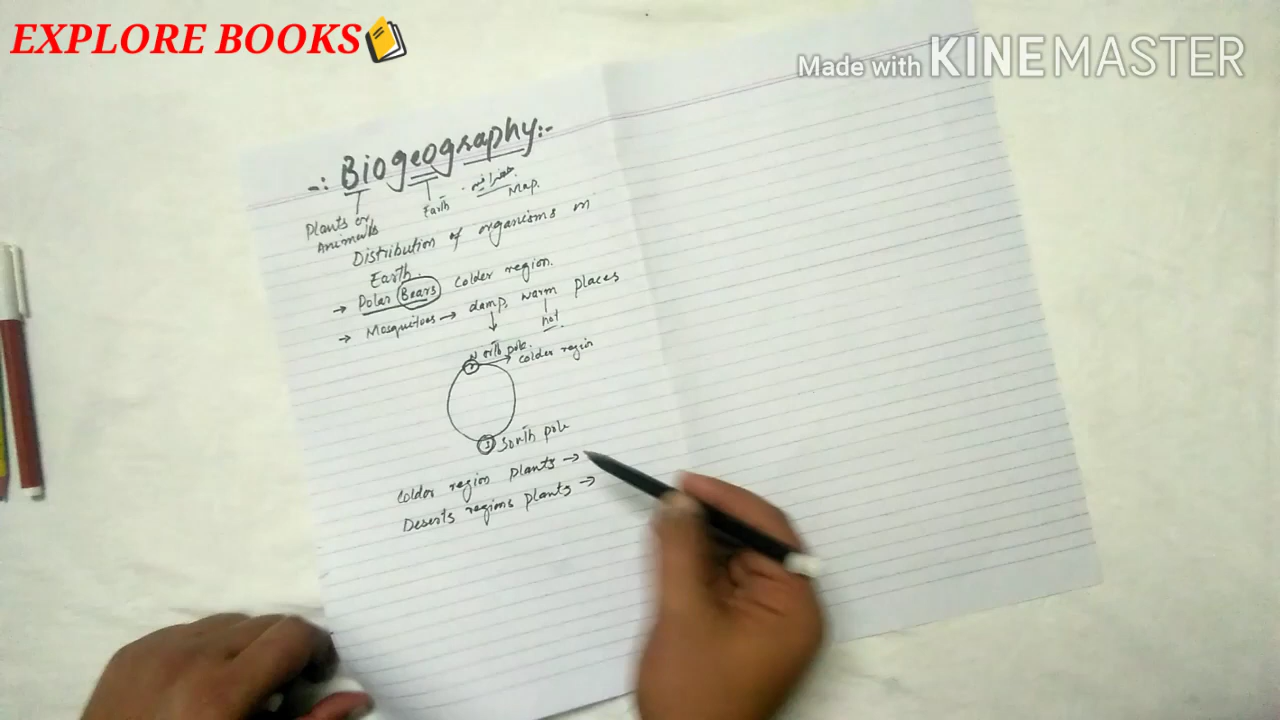 EXPLORE BOOKS
Made with KINEMASTER
-: Biogeography:-
Plants or
Animals
Earth
جغرافیہ
Map.
Distribution of organisms on
Earth
→ Polar Bears colder region.
→ Mosquitoes → damp, warm places
hot
North pole.
N → colder region
S South pole
Colder region plants →
Deserts regions plants →